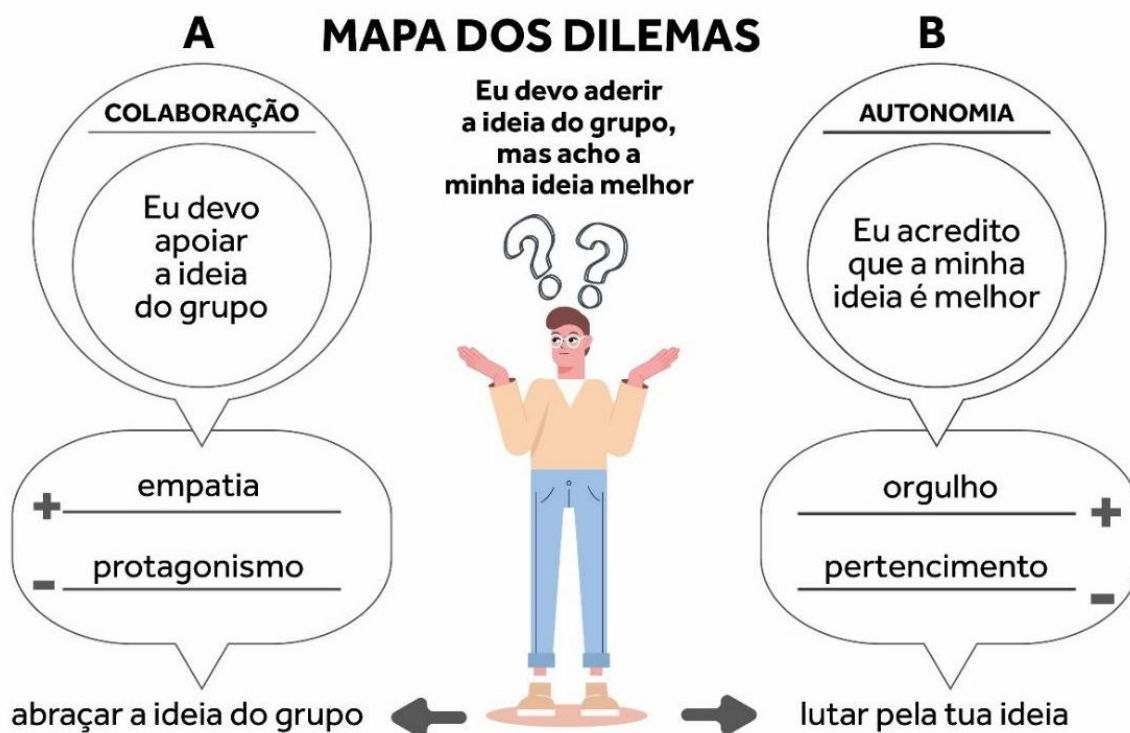 A
MAPA DOS DILEMAS
B
Eu devo aderir
a ideia do grupo,
mas acho a
minha ideia melhor
COLABORAÇÃO
Eu devo
apoiar
a ideia
do grupo
+ empatia
- protagonismo
abraçar a ideia do grupo
AUTONOMIA
Eu acredito
que a minha
ideia é melhor
orgulho +
pertencimento -
lutar pela tua ideia
??